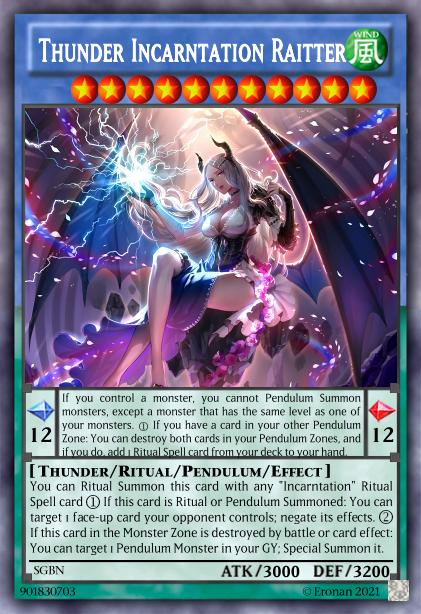 THUNDER INCARNTATION RAITTER
WIND
風
If you control a monster, you cannot Pendulum Summon
monsters, except a monster that has the same level as one of
your monsters. ① If you have a card in your other Pendulum
Zone: You can destroy both cards in your Pendulum Zones, and
if you do, add 1 Ritual Spell card from your deck to your hand.
12
12
[THUNDER/RITUAL/PENDULUM/EFFECT]
You can Ritual Summon this card with any "Incarntation" Ritual
Spell card ① If this card is Ritual or Pendulum Summoned: You can
target 1 face-up card your opponent controls; negate its effects. ②
If this card in the Monster Zone is destroyed by battle or card effect:
You can target 1 Pendulum Monster in your GY; Special Summon it.
SGBN
ATK/3000 DEF/3200
901830703
© Eronan 2021